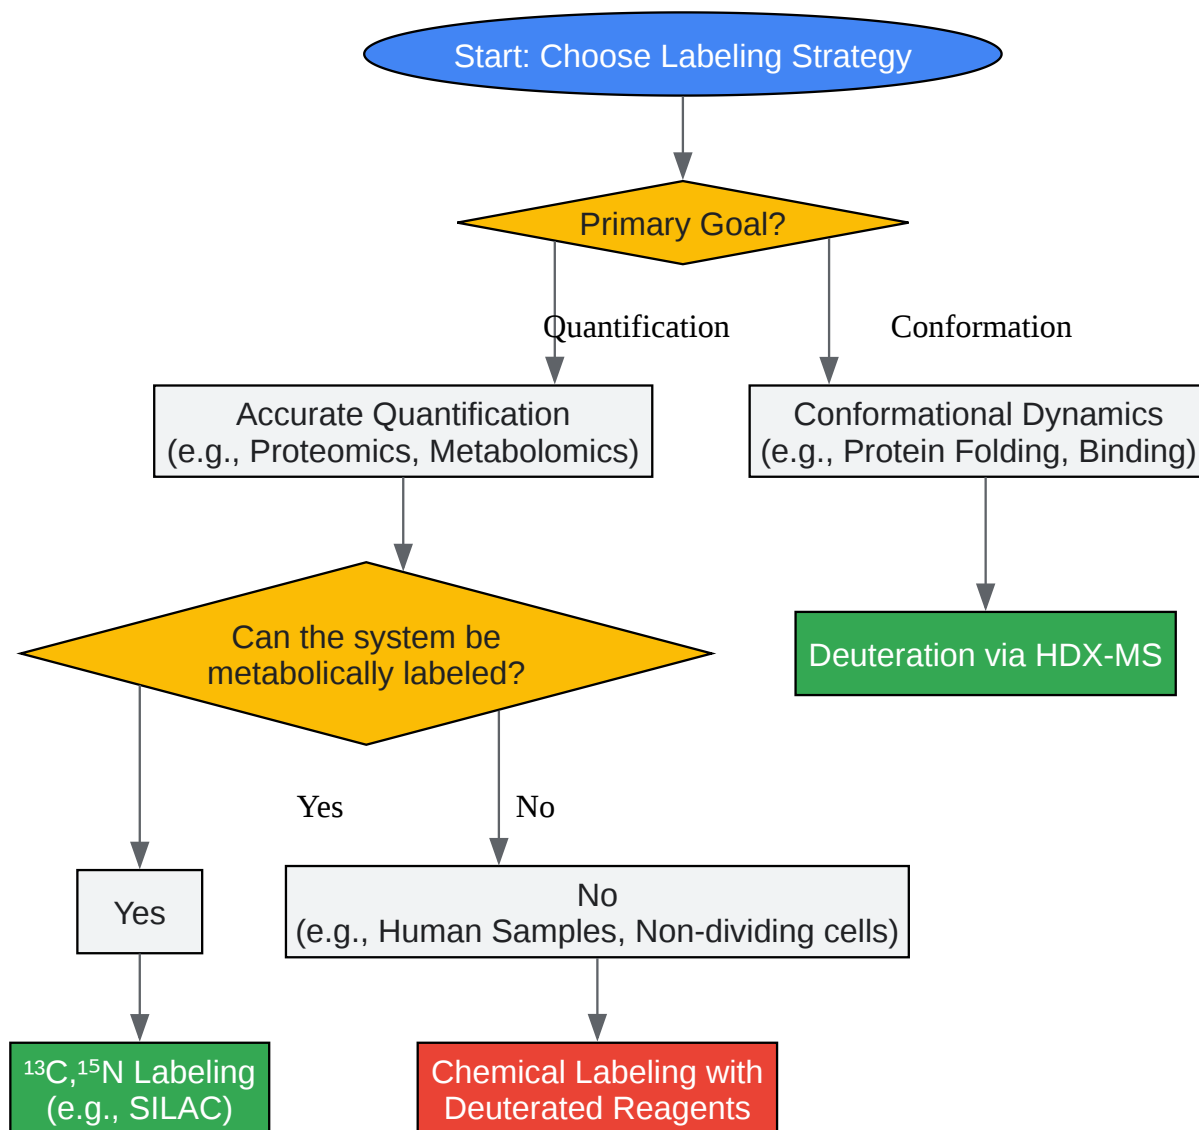 Start: Choose Labeling Strategy
Primary Goal?
Quantification
Conformation
Accurate Quantification
(e.g., Proteomics, Metabolomics)
Conformational Dynamics
(e.g., Protein Folding, Binding)
Can the system be
metabolically labeled?
Deuteration via HDX-MS
Yes
No
Yes
No
(e.g., Human Samples, Non-dividing cells)
¹³C,¹⁵N Labeling
(e.g., SILAC)
Chemical Labeling with
Deuterated Reagents